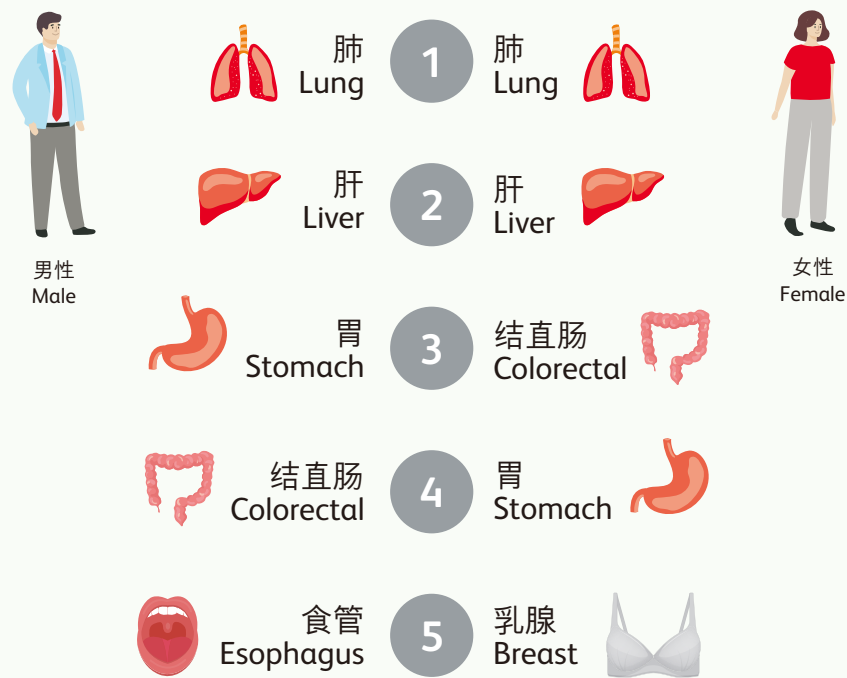 肺
Lung
1
肺
Lung
肝
Liver
2
肝
Liver
男性
Male
女性
Female
胃
Stomach
3
结直肠
Colorectal
结直肠
Colorectal
4
胃
Stomach
食管
Esophagus
5
乳腺
Breast